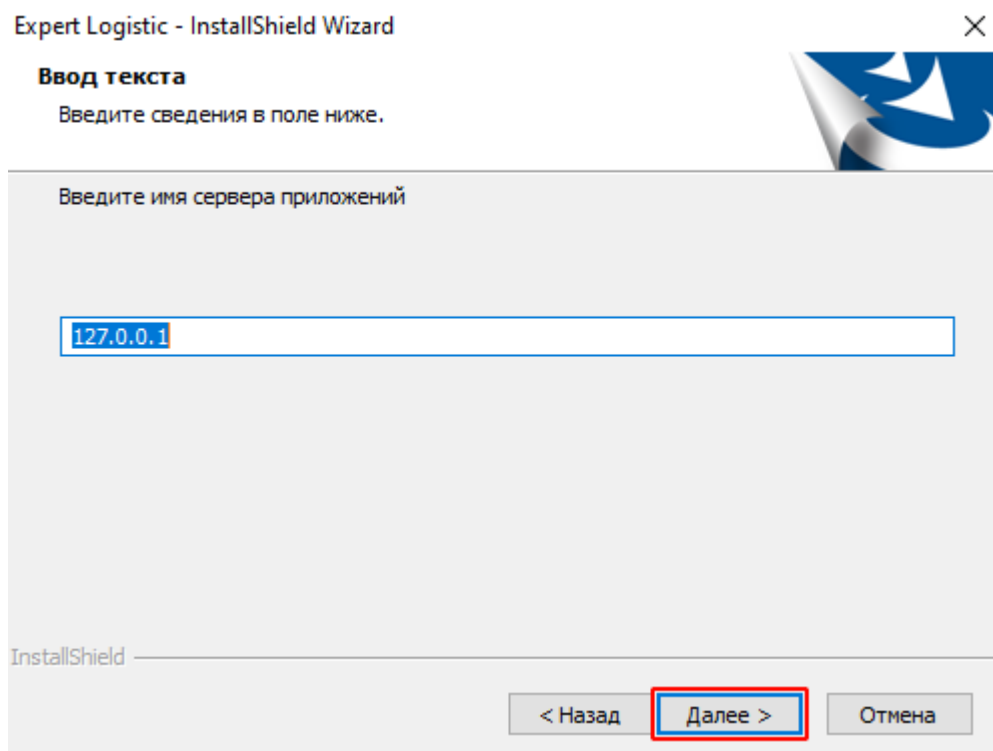 Expert Logistic - InstallShield Wizard
Ввод текста
Введите сведения в поле ниже.
Введите имя сервера приложений
127.0.0.1
InstallShield
< Назад
Далее >
Отмена